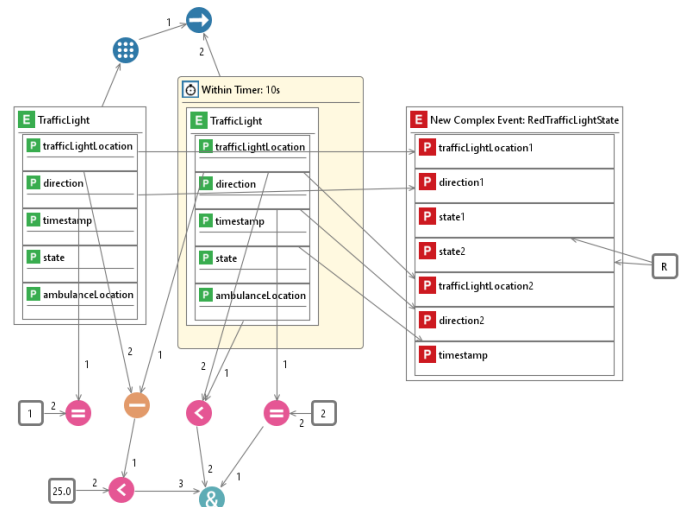 1
2
Within Timer: 10s
E TrafficLight
P trafficLightLocation
P direction
P timestamp
P state
P ambulanceLocation
E TrafficLight
P trafficLightLocation
P direction
P timestamp
P state
P ambulanceLocation
E New Complex Event: RedTrafficLightState
P trafficLightLocation1
P direction1
P state1
P state2
P trafficLightLocation2
P direction2
P timestamp
R
1
2
1
2
1
1
1
2
=
−
<
=
2
2
1
2
1
25.0
2
<
3
&